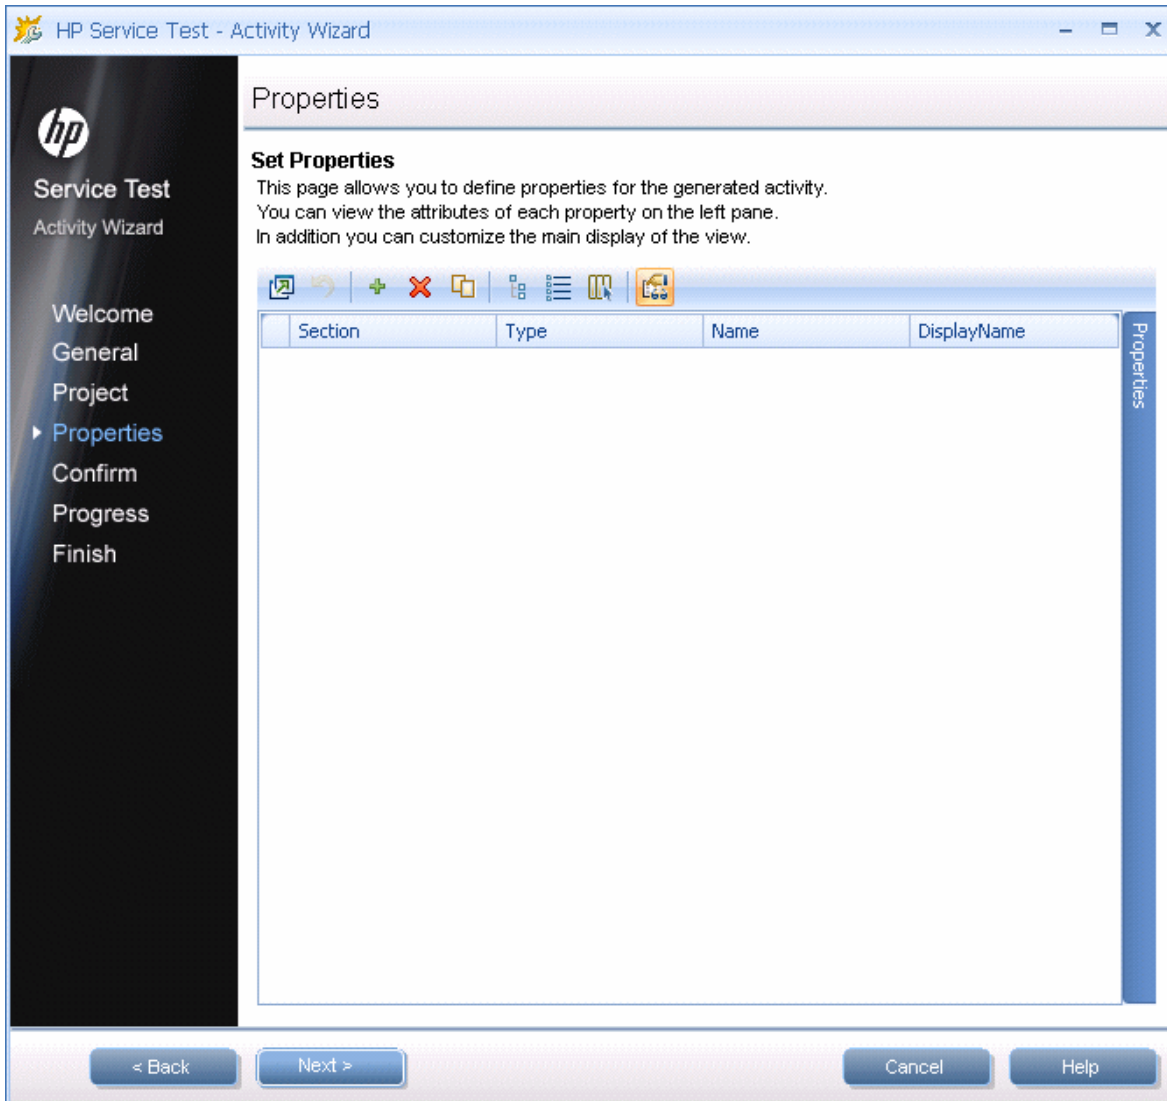 HP Service Test - Activity Wizard
hp
Service Test
Activity Wizard
Welcome
General
Project
Properties
Confirm
Progress
Finish
Properties
Set Properties
This page allows you to define properties for the generated activity.
You can view the attributes of each property on the left pane.
In addition you can customize the main display of the view.
Section Type Name DisplayName
Properties
< Back Next > Cancel Help